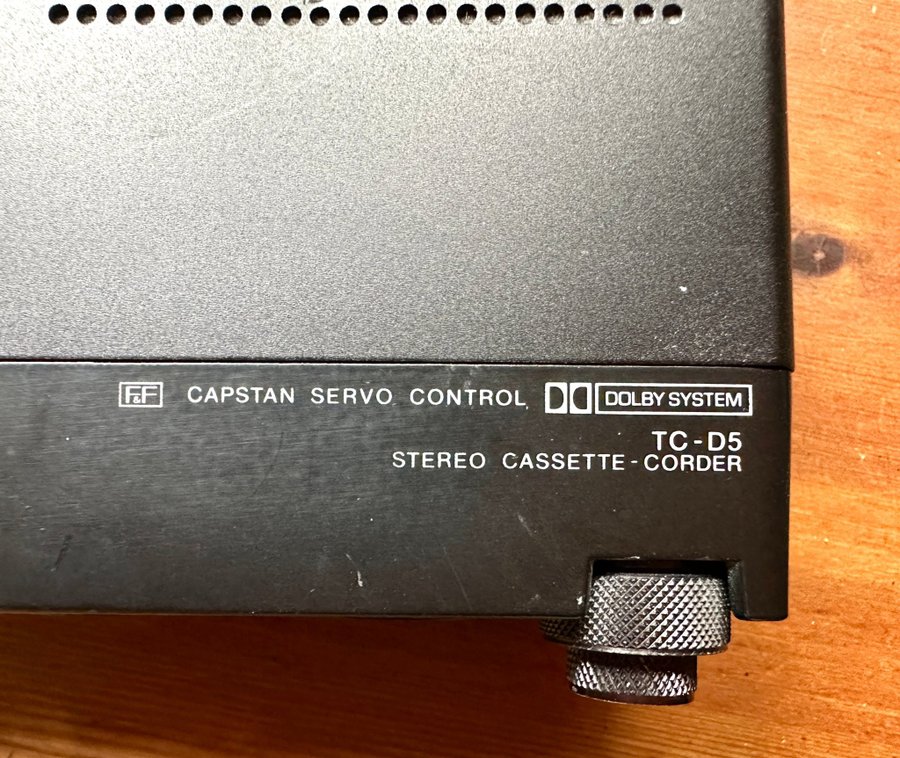 F&F CAPSTAN SERVO CONTROL DOLBY SYSTEM
TC-D5
STEREO CASSETTE-CORDER